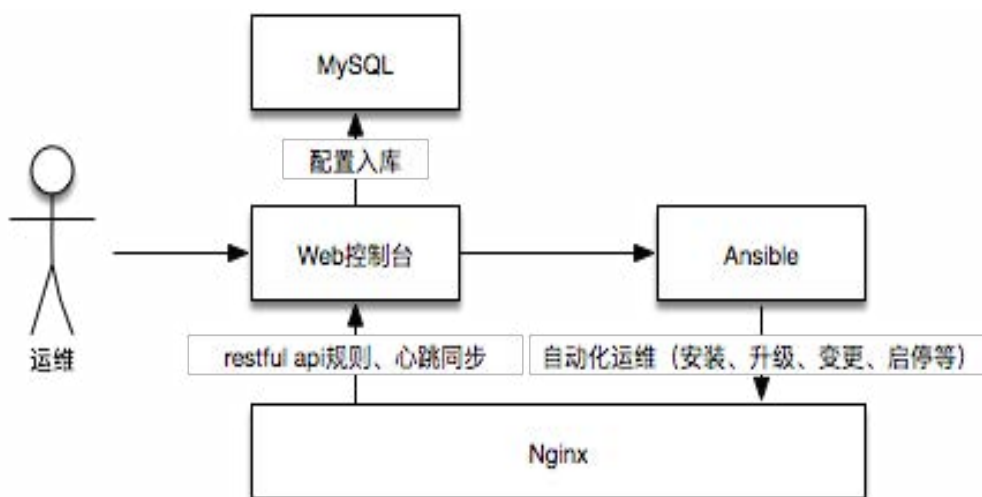 MySQL
配置入库
Web控制台
Ansible
运维
restful api规则、心跳同步
自动化运维（安装、升级、变更、启停等）
Nginx